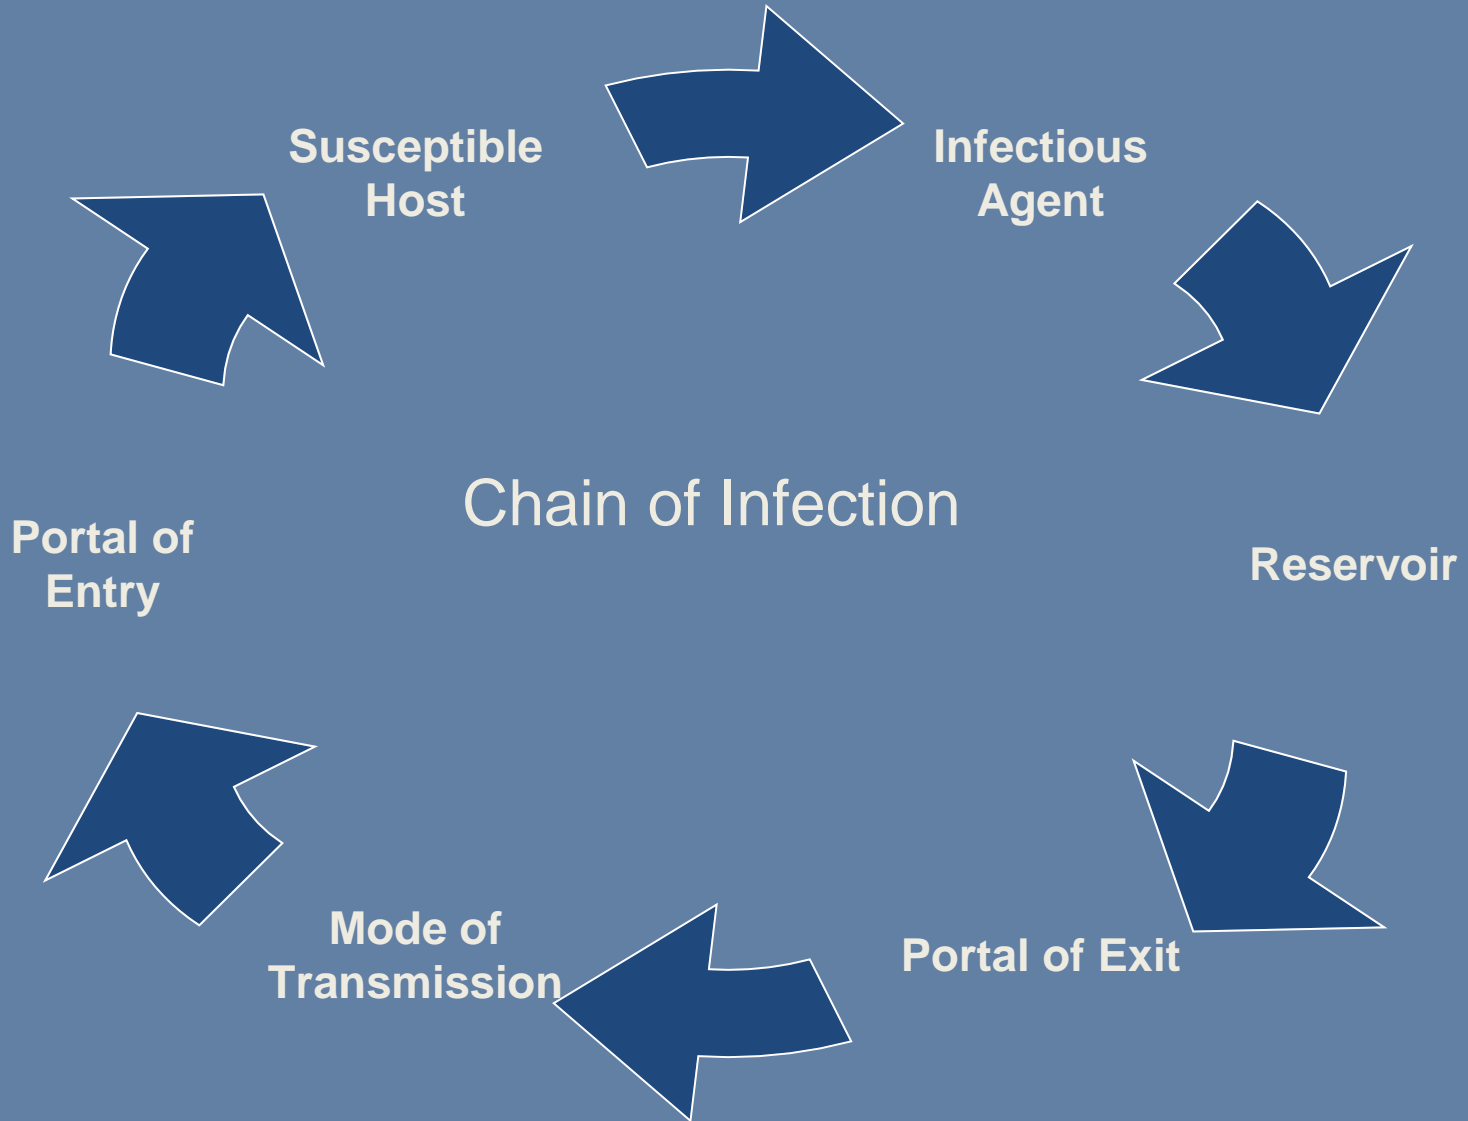 Susceptible
Host
Infectious
Agent
Chain of Infection
Portal of
Entry
Reservoir
Mode of
Transmission
Portal of Exit